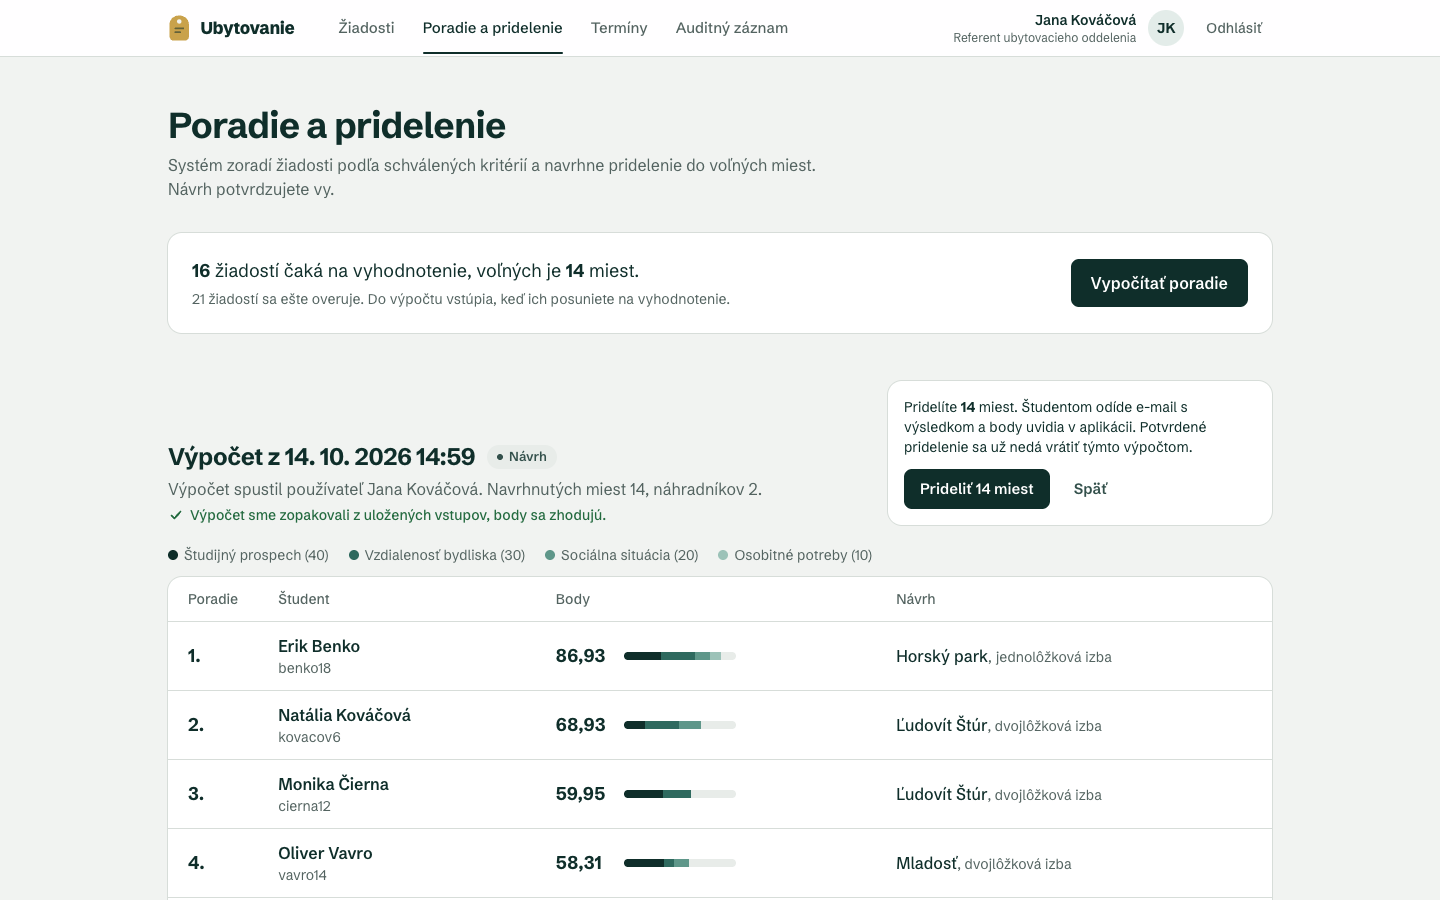 Ubytovanie
Žiadosti
Poradie a pridelenie
Termíny
Auditný záznam
Jana Kováčová
Referent ubytovacieho oddelenia
JK
Odhlásiť
Poradie a pridelenie
Systém zoradí žiadosti podľa schválených kritérií a navrhne pridelenie do voľných miest.
Návrh potvrdzujete vy.
16 žiadostí čaká na vyhodnotenie, voľných je 14 miest.
21 žiadostí sa ešte overuje. Do výpočtu vstúpia, keď ich posuniete na vyhodnotenie.
Vypočítať poradie
Výpočet z 14. 10. 2026 14:59
Návrh
Výpočet spustil používateľ Jana Kováčová. Navrhnutých miest 14, náhradníkov 2.
Výpočet sme zopakovali z uložených vstupov, body sa zhodujú.
Pridelíte 14 miest. Študentom odíde e-mail s
výsledkom a body uvidia v aplikácii. Potvrdené
pridelenie sa už nedá vrátiť týmto výpočtom.
Prideliť 14 miest
Späť
Študijný prospech (40)
Vzdialenosť bydliska (30)
Sociálna situácia (20)
Osobitné potreby (10)
Poradie
Študent
Body
Návrh
1.
Erik Benko
benko18
86,93
Horský park, jednolôžková izba
2.
Natália Kováčová
kovacov6
68,93
Ľudovít Štúr, dvojlôžková izba
3.
Monika Čierna
cierna12
59,95
Ľudovít Štúr, dvojlôžková izba
4.
Oliver Vavro
vavro14
58,31
Mladosť, dvojlôžková izba